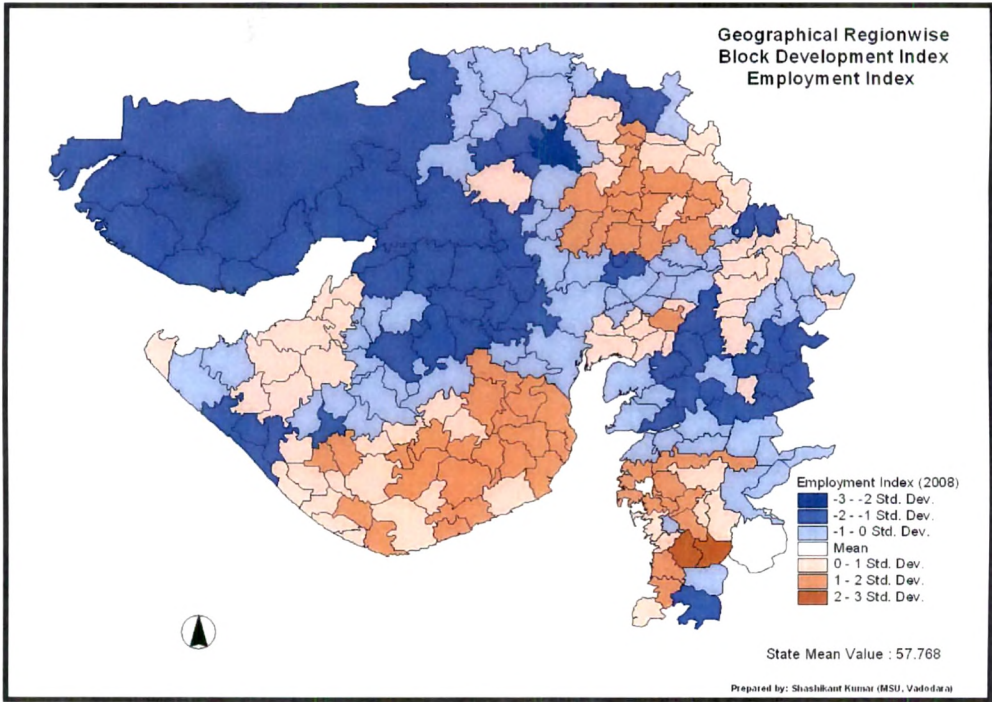 Geographical Regionwise
Block Development Index
Employment Index
Employment Index (2008)
-3 - -2 Std. Dev.
-2 - -1 Std. Dev.
-1 - 0 Std. Dev.
Mean
0 - 1 Std. Dev.
1 - 2 Std. Dev.
2 - 3 Std. Dev.
State Mean Value : 57.768
Prepared by: Shashikant Kumar (MSU, Vadodara)